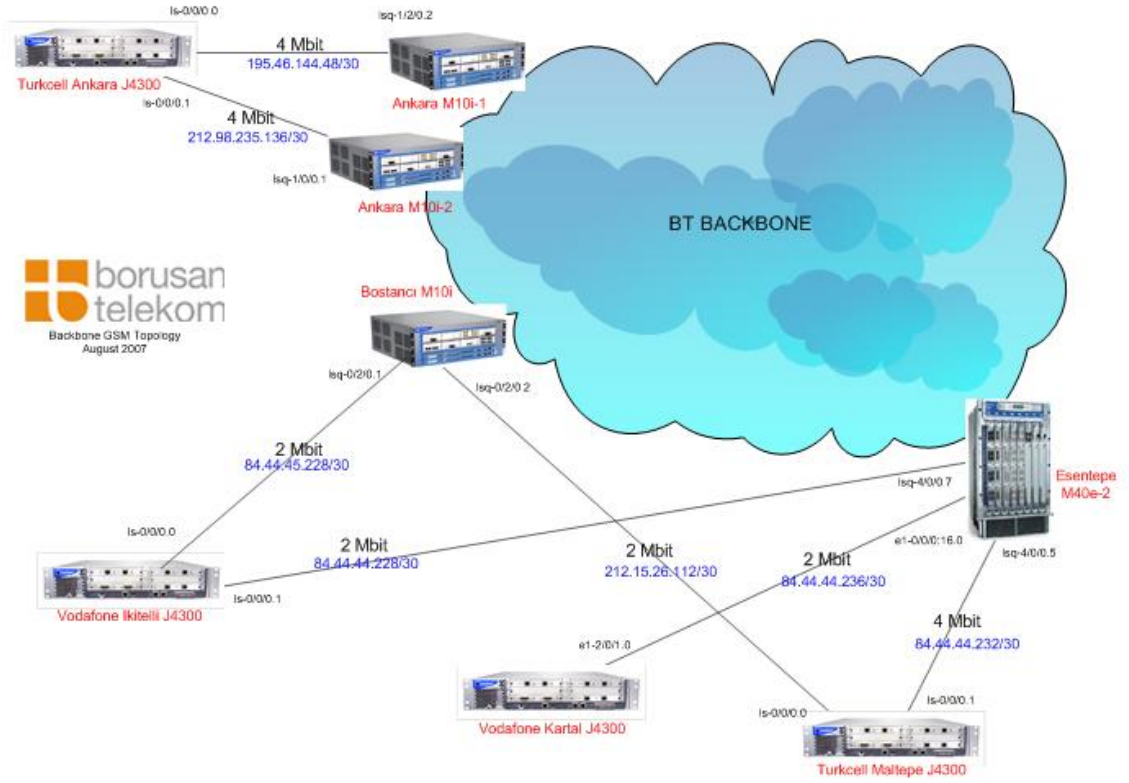 ls-0/0/0.0
lsq-1/2/0.2
4 Mbit
195.46.144.48/30
Turkcell Ankara J4300
Ankara M10i-1
ls-0/0/0.1
4 Mbit
212.98.235.136/30
lsq-1/0/0.1
Ankara M10i-2
BT BACKBONE
borusan
telekom
Backbone GSM Topology
August 2007
Bostancı M10i
lsq-0/2/0.1
lsq-0/2/0.2
2 Mbit
84.44.45.228/30
Esentepe
M40e-2
lsq-4/0/0.7
ls-0/0/0.0
e1-0/0/0:16.0
lsq-4/0/0.5
2 Mbit
84.44.44.228/30
2 Mbit
212.15.26.112/30
2 Mbit
84.44.44.236/30
ls-0/0/0.1
Vodafone Ikitelli J4300
4 Mbit
84.44.44.232/30
e1-2/0/1.0
Vodafone Kartal J4300
ls-0/0/0.1
ls-0/0/0.0
Turkcell Maltepe J4300